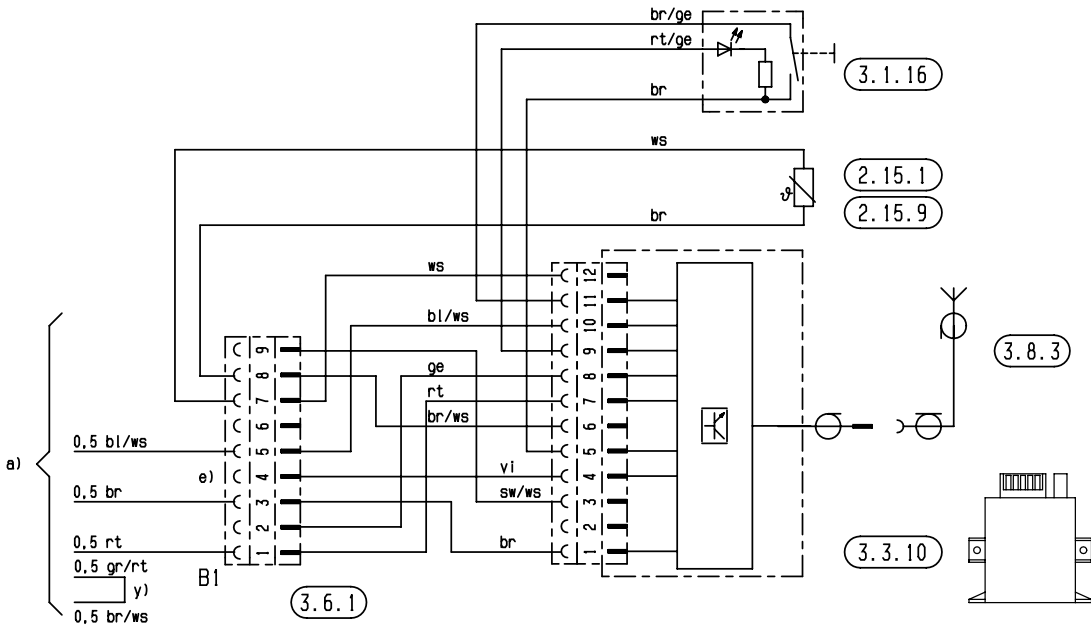 br/ge
rt/ge
3.1.16
br
ws
2.15.1
ϑ
2.15.9
br
ws
12
11
bl/ws
10
3.8.3
9
9
ge
8
8
rt
7
7
br/ws
6
6
0,5 bl/ws
5
5
a)
e)
4
vi
4
0,5 br
3
sw/ws
3
2
2
0,5 rt
1
br
1
3.3.10
0,5 gr/rt
B1
y)
3.6.1
0,5 br/ws